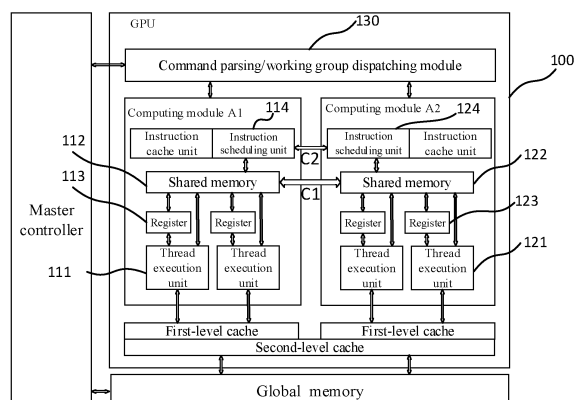 GPU
130
Command parsing/working group dispatching module
100
Computing module A1
114
Computing module A2
124
Instruction
cache unit
Instruction
scheduling unit
Instruction
scheduling unit
Instruction
cache unit
C2
112
Shared memory
C1
Shared memory
122
113
Register
Register
Register
Register
123
Master
controller
111
Thread
execution
unit
Thread
execution
unit
Thread
execution
unit
Thread
execution
unit
121
First-level cache
First-level cache
Second-level cache
Global memory